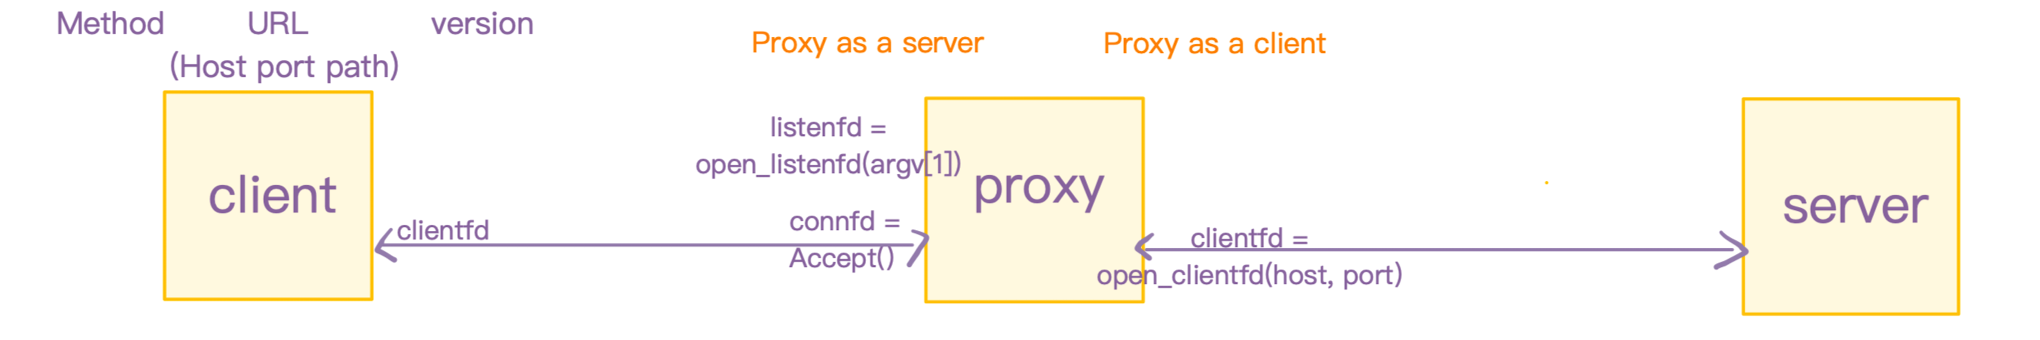 Method URL version
(Host port path)
Proxy as a server
Proxy as a client
client
clientfd
listenfd =
open_listenfd(argv[1])
connfd =
Accept()
proxy
clientfd =
open_clientfd(host, port)
server